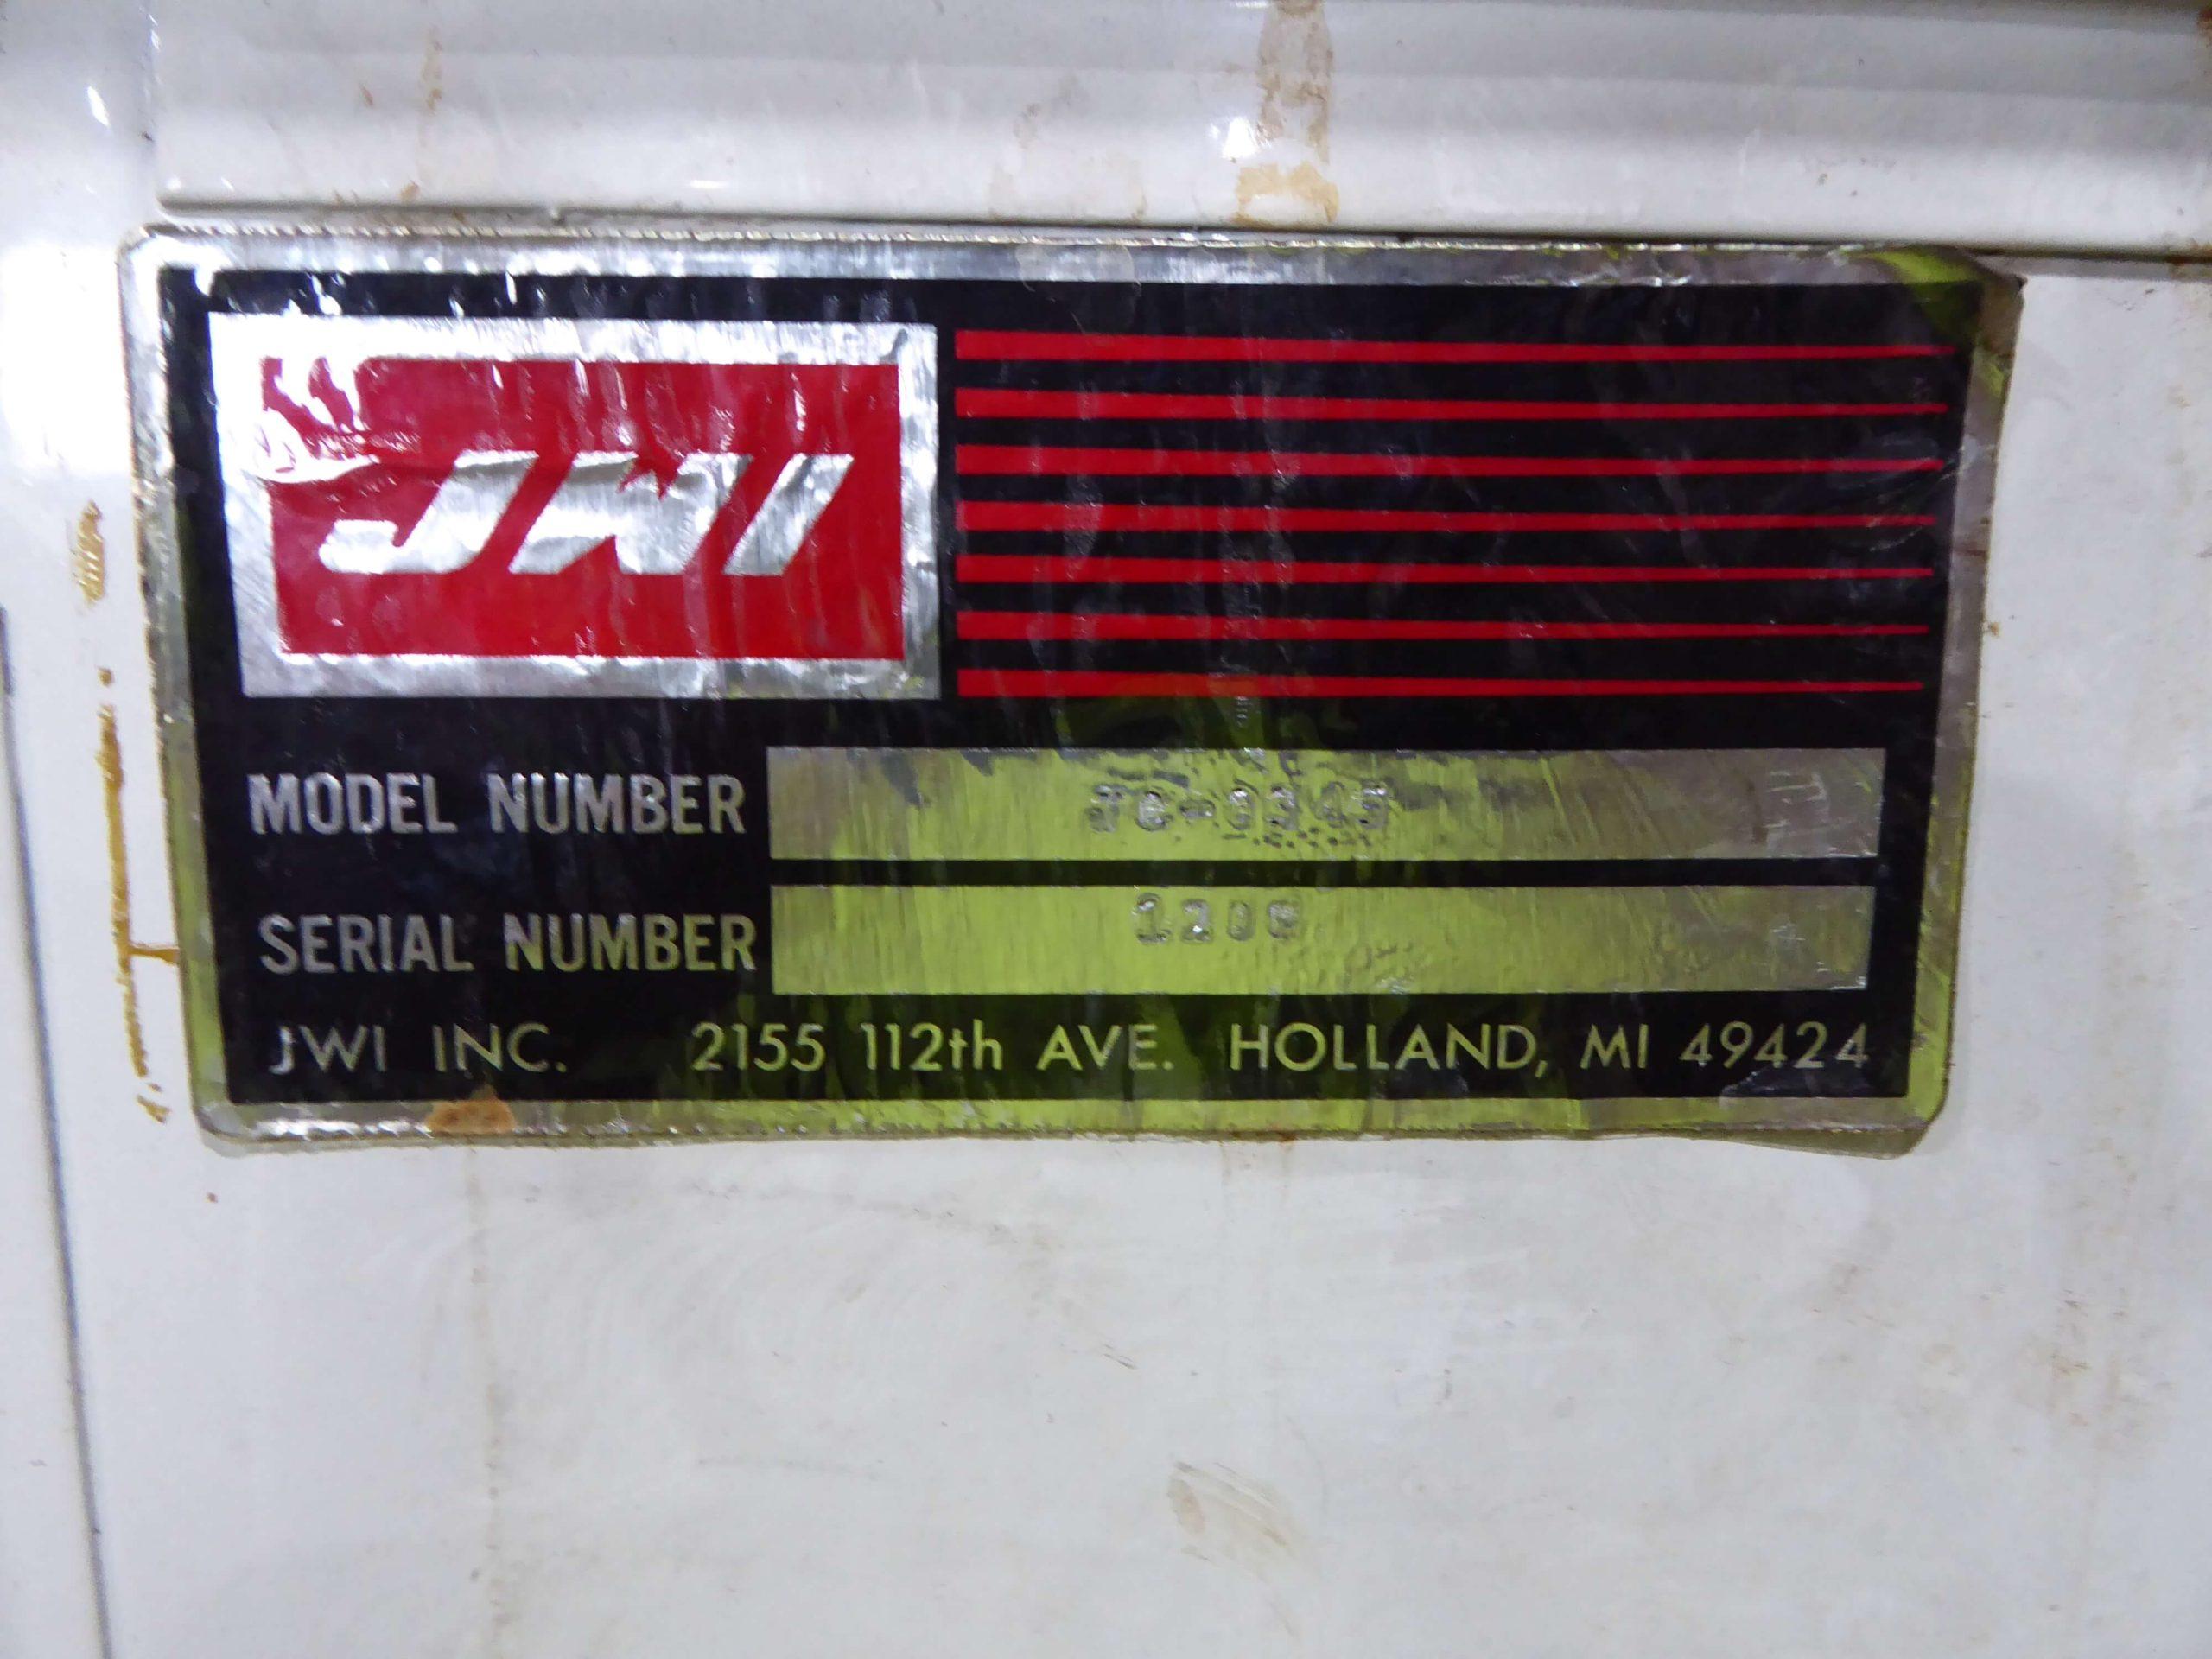 JWI
MODEL NUMBER
SERIAL NUMBER
JWI INC. 2155 112th AVE. HOLLAND, MI 49424